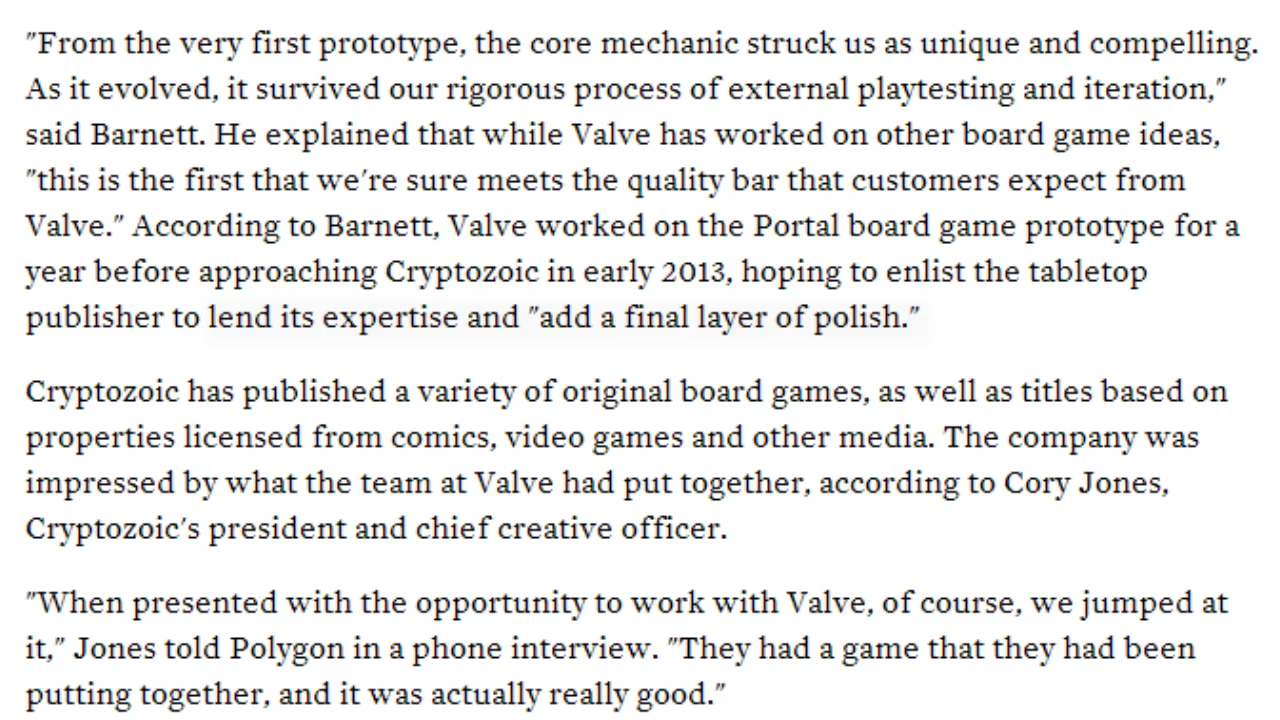 "From the very first prototype, the core mechanic struck us as unique and compelling.
As it evolved, it survived our rigorous process of external playtesting and iteration,"
said Barnett. He explained that while Valve has worked on other board game ideas,
"this is the first that we're sure meets the quality bar that customers expect from
Valve." According to Barnett, Valve worked on the Portal board game prototype for a
year before approaching Cryptozoic in early 2013, hoping to enlist the tabletop
publisher to lend its expertise and "add a final layer of polish."
Cryptozoic has published a variety of original board games, as well as titles based on
properties licensed from comics, video games and other media. The company was
impressed by what the team at Valve had put together, according to Cory Jones,
Cryptozoic's president and chief creative officer.
"When presented with the opportunity to work with Valve, of course, we jumped at
it," Jones told Polygon in a phone interview. "They had a game that they had been
putting together, and it was actually really good."